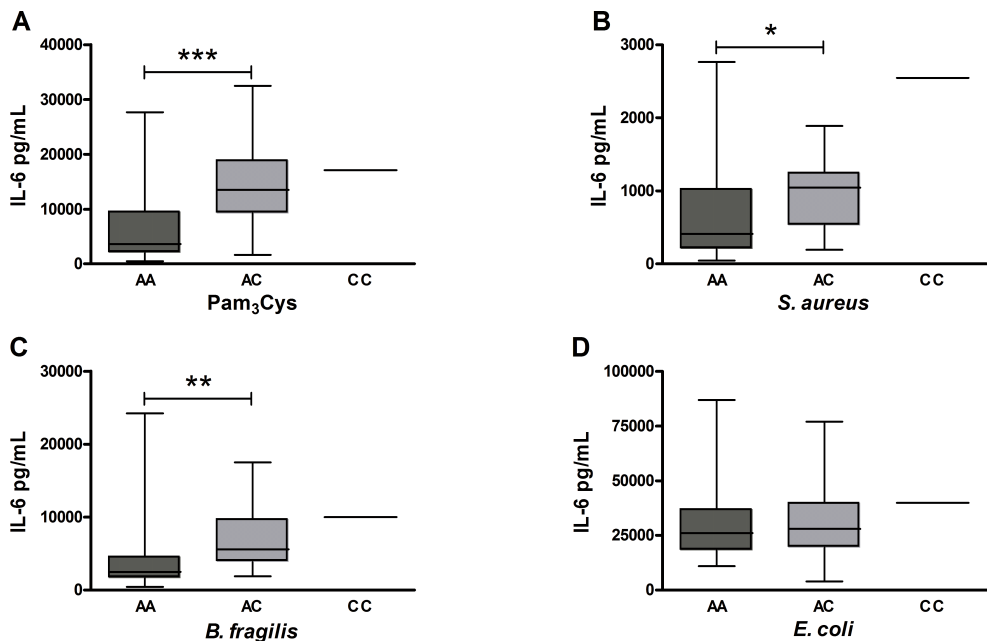 A
IL-6 pg/mL
40000
30000
20000
10000
0
***
AA
AC
CC
Pam₃Cys
B
IL-6 pg/mL
3000
2000
1000
0
*
AA
AC
CC
S. aureus
C
IL-6 pg/mL
30000
20000
10000
0
**
AA
AC
CC
B. fragilis
D
IL-6 pg/mL
100000
75000
50000
25000
0
AA
AC
CC
E. coli